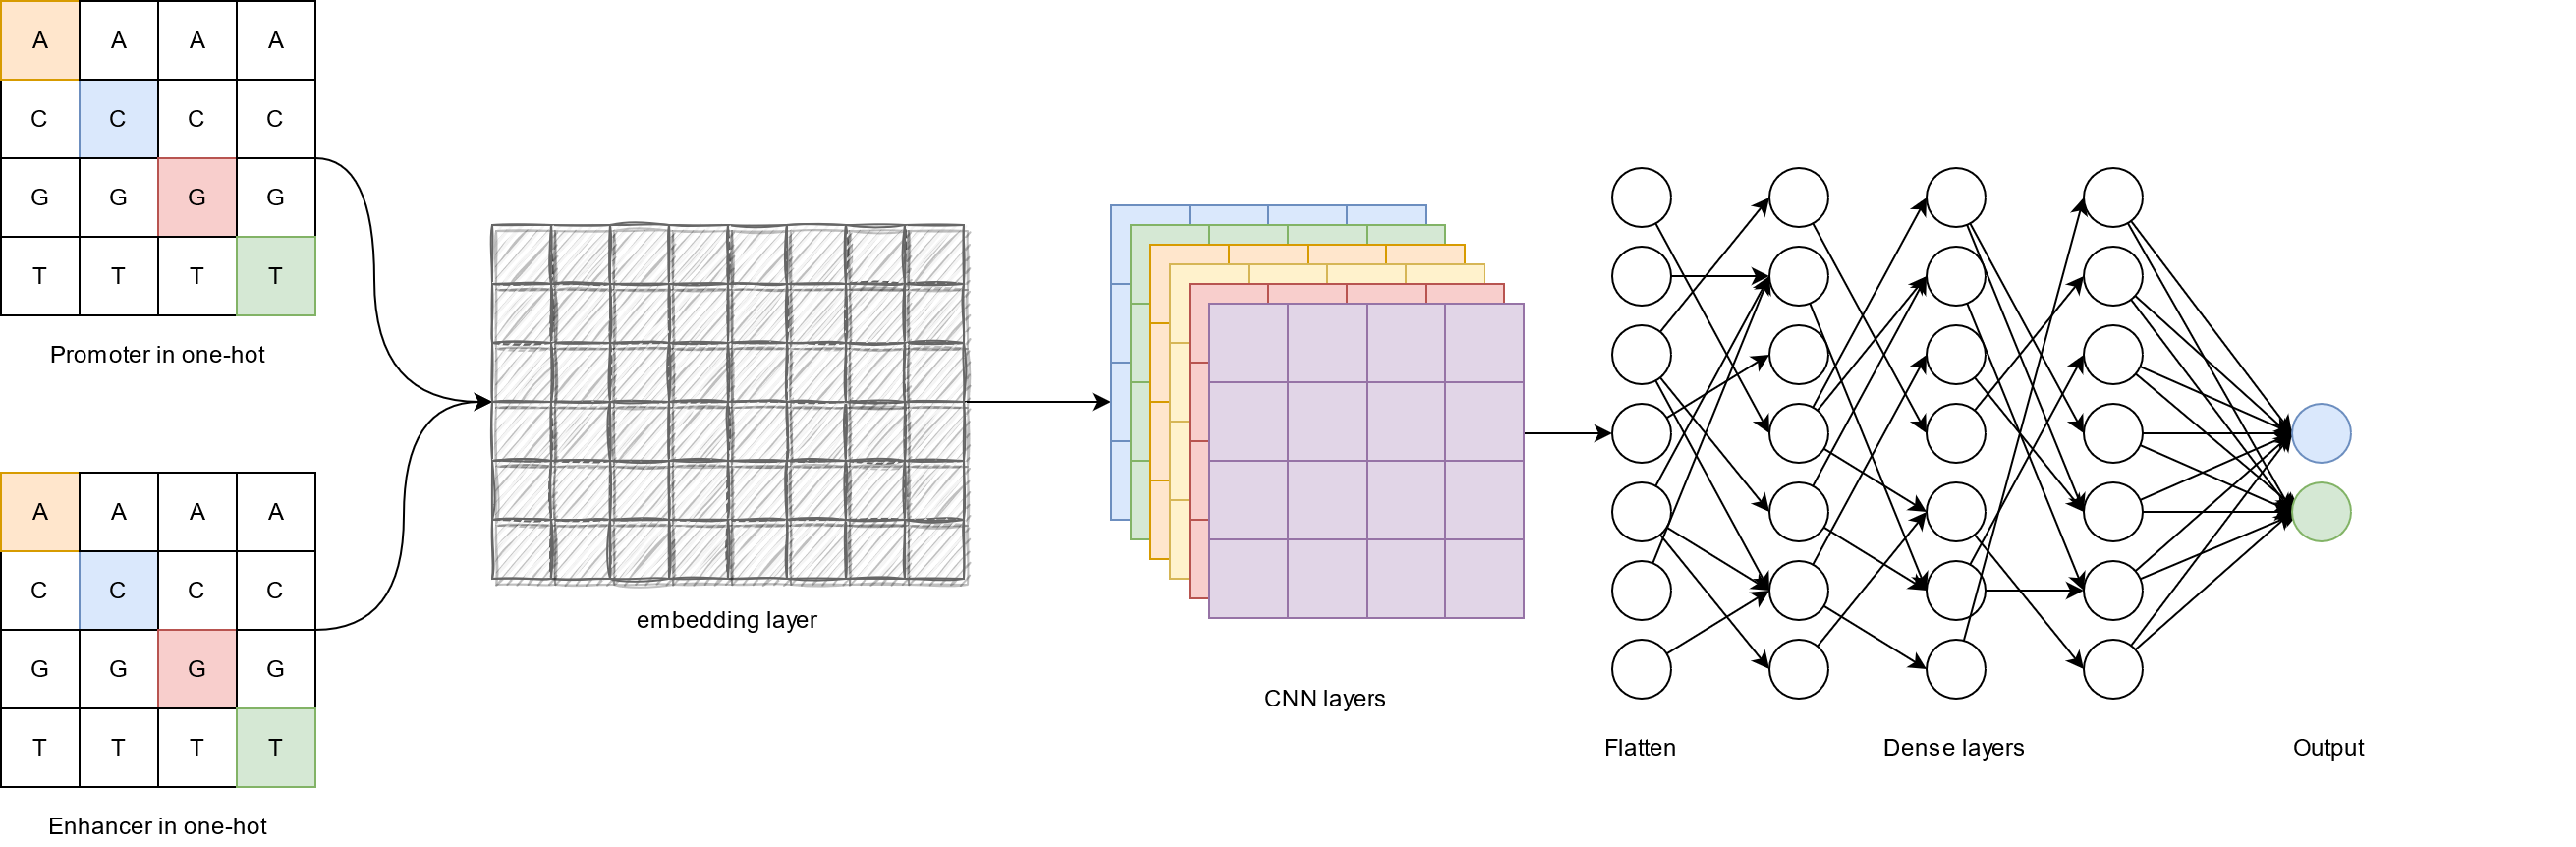 A A A A
C C C C
G G G G
T T T T
Promoter in one-hot
A A A A
C C C C
G G G G
T T T T
Enhancer in one-hot
embedding layer
CNN layers
Flatten
Dense layers
Output